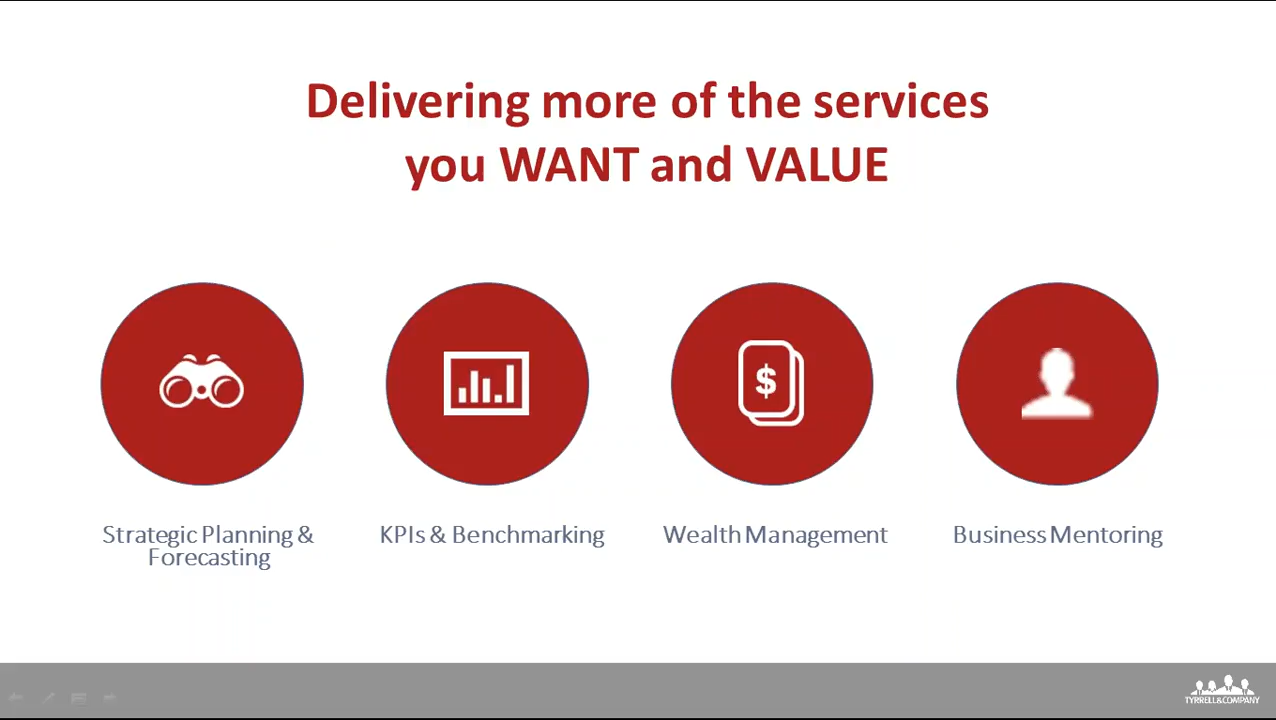 Delivering more of the services
you WANT and VALUE
$
Strategic Planning &
Forecasting
KPIs & Benchmarking
Wealth Management
Business Mentoring
TYRRELL&COMPANY